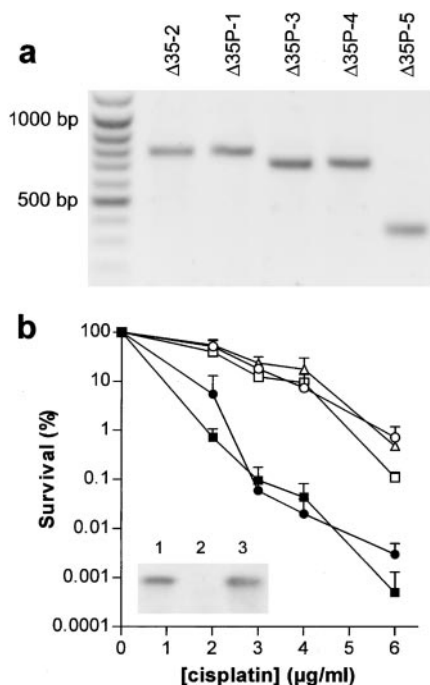 a
Δ35-2 Δ35P-1 Δ35P-3 Δ35P-4 Δ35P-5
1000 bp
500 bp
b
100
10
1
0.1
0.01
0.001
0.0001
Survival (%)
1 2 3
0 1 2 3 4 5 6
[cisplatin] (µg/ml)